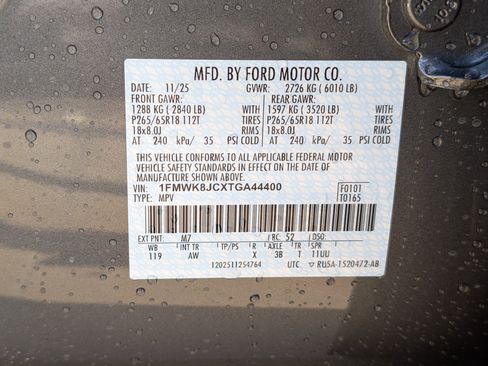 MFD. BY FORD MOTOR CO.
DATE: 11/25 GVWR: 2726 KG ( 6010 LB)
FRONT GAWR: REAR GAWR:
1288 KG ( 2840 LB) WITH 1597 KG ( 3520 LB) WITH
P265/65R18 112T TIRES P265/65R18 112T TIRES
18x8.0J RIMS 18x8.0J RIMS
AT 240 kPa/ 35 PSI COLD AT 240 kPa/ 35 PSI COLD
THIS VEHICLE CONFORMS TO ALL APPLICABLE FEDERAL MOTOR
VEHICLE SAFETY STANDARDS IN EFFECT ON THE DATE OF
MANUFACTURE SHOWN ABOVE.
VIN: 1FMWK8JCXTGA44400 F0101
TYPE: MPV T0165
EXT PNT: M7 RC: 52 DSO:
WB INT TR TP/PS R AXLE TR SPR
119 AW X 3B T 11UU
1202511254764 UTC